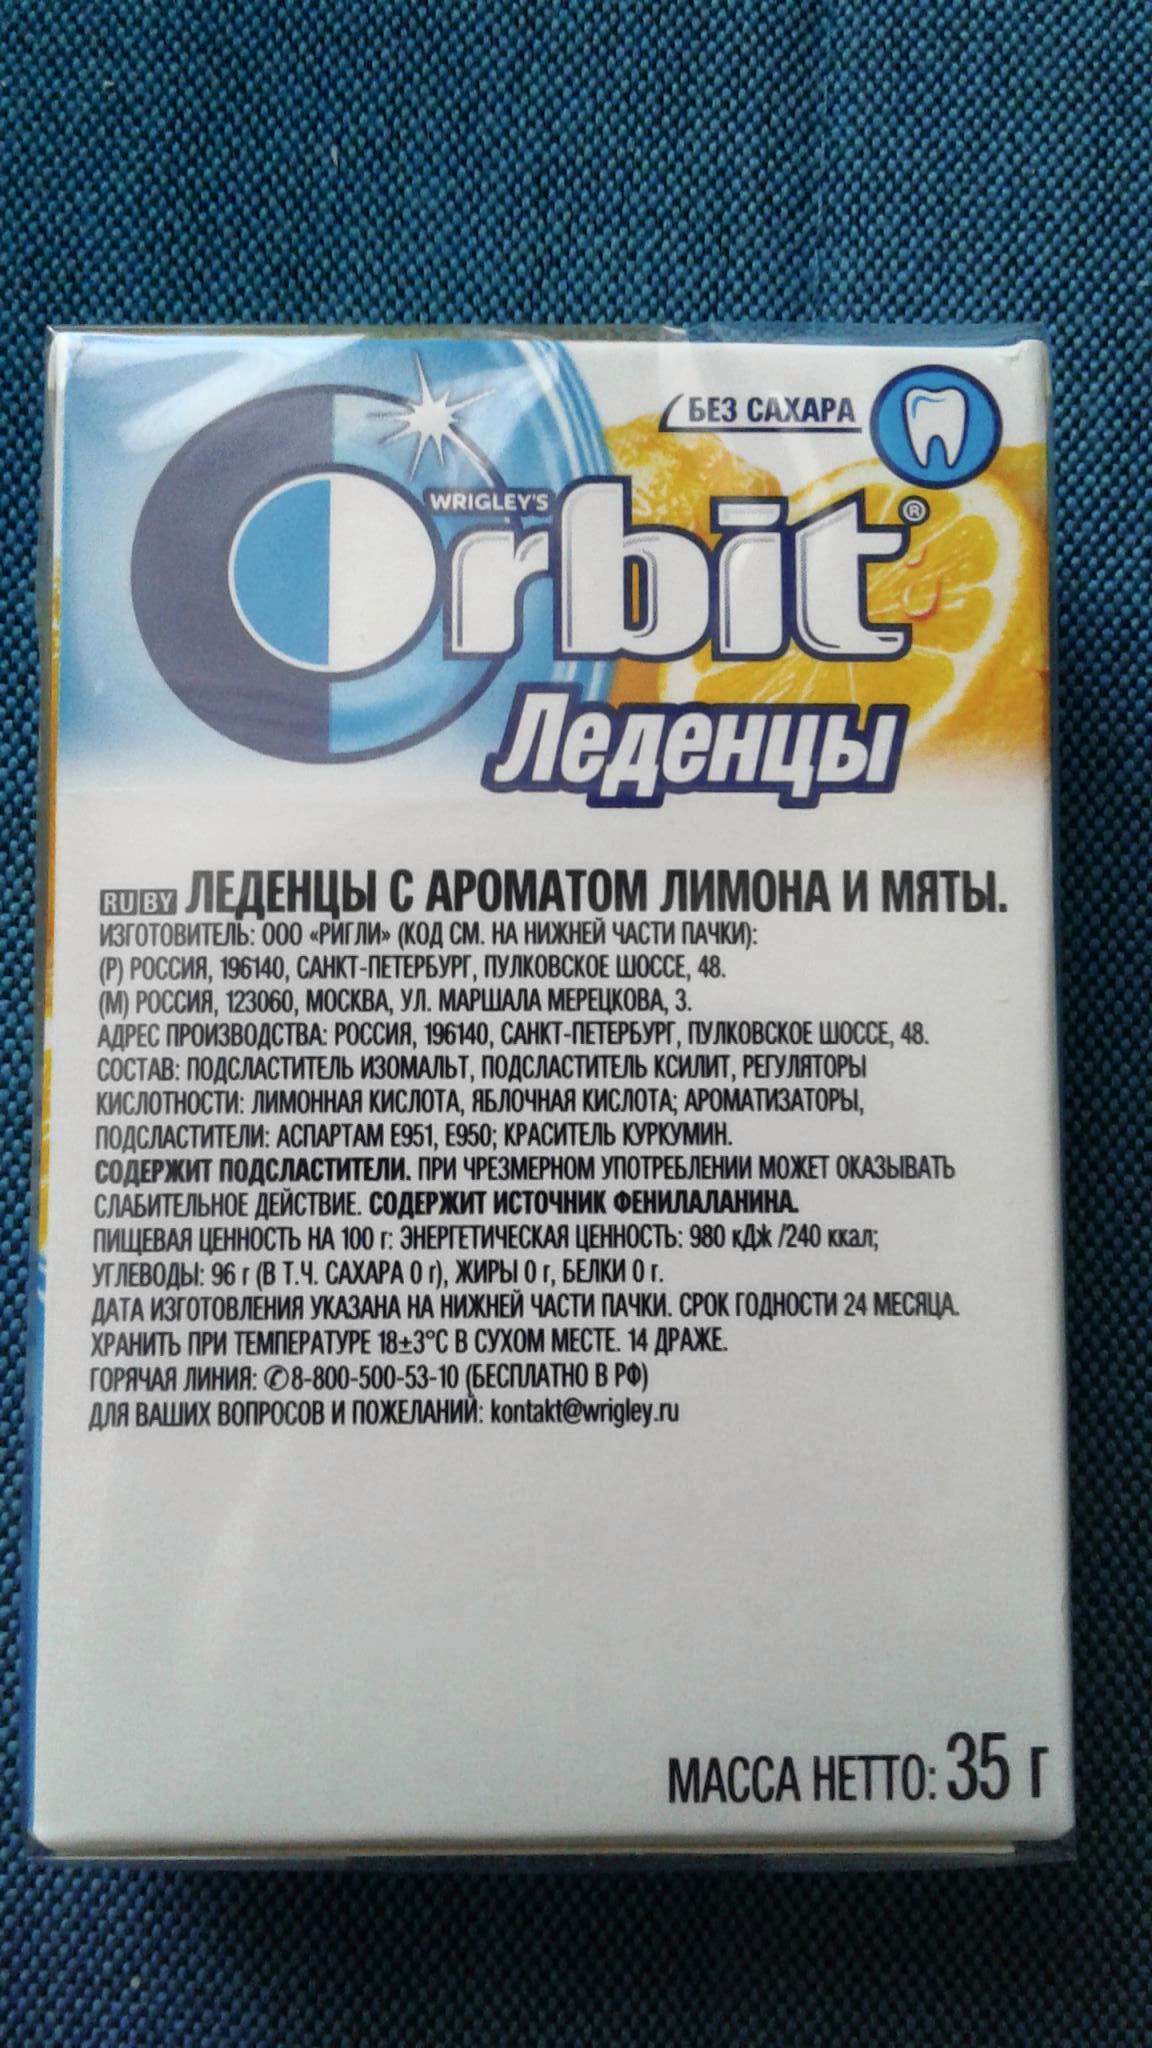 БЕЗ САХАРА
WRIGLEY'S
Orbit®
Леденцы
RU BY ЛЕДЕНЦЫ С АРОМАТОМ ЛИМОНА И МЯТЫ.
ИЗГОТОВИТЕЛЬ: ООО «РИГЛИ» (КОД СМ. НА НИЖНЕЙ ЧАСТИ ПАЧКИ):
(Р) РОССИЯ, 196140, САНКТ-ПЕТЕРБУРГ, ПУЛКОВСКОЕ ШОССЕ, 48.
(М) РОССИЯ, 123060, МОСКВА, УЛ. МАРШАЛА МЕРЕЦКОВА, 3.
АДРЕС ПРОИЗВОДСТВА: РОССИЯ, 196140, САНКТ-ПЕТЕРБУРГ, ПУЛКОВСКОЕ ШОССЕ, 48.
СОСТАВ: ПОДСЛАСТИТЕЛЬ ИЗОМАЛЬТ, ПОДСЛАСТИТЕЛЬ КСИЛИТ, РЕГУЛЯТОРЫ
КИСЛОТНОСТИ: ЛИМОННАЯ КИСЛОТА, ЯБЛОЧНАЯ КИСЛОТА; АРОМАТИЗАТОРЫ,
ПОДСЛАСТИТЕЛИ: АСПАРТАМ Е951, Е950; КРАСИТЕЛЬ КУРКУМИН.
СОДЕРЖИТ ПОДСЛАСТИТЕЛИ. ПРИ ЧРЕЗМЕРНОМ УПОТРЕБЛЕНИИ МОЖЕТ ОКАЗЫВАТЬ
СЛАБИТЕЛЬНОЕ ДЕЙСТВИЕ. СОДЕРЖИТ ИСТОЧНИК ФЕНИЛАЛАНИНА.
ПИЩЕВАЯ ЦЕННОСТЬ НА 100 г: ЭНЕРГЕТИЧЕСКАЯ ЦЕННОСТЬ: 980 кДж /240 ккал;
УГЛЕВОДЫ: 96 г (В Т.Ч. САХАРА 0 г), ЖИРЫ 0 г, БЕЛКИ 0 г.
ДАТА ИЗГОТОВЛЕНИЯ УКАЗАНА НА НИЖНЕЙ ЧАСТИ ПАЧКИ. СРОК ГОДНОСТИ 24 МЕСЯЦА.
ХРАНИТЬ ПРИ ТЕМПЕРАТУРЕ 18±3°С В СУХОМ МЕСТЕ. 14 ДРАЖЕ.
ГОРЯЧАЯ ЛИНИЯ: ✆8-800-500-53-10 (БЕСПЛАТНО В РФ)
ДЛЯ ВАШИХ ВОПРОСОВ И ПОЖЕЛАНИЙ: kontakt@wrigley.ru
МАССА НЕТТО: 35 г